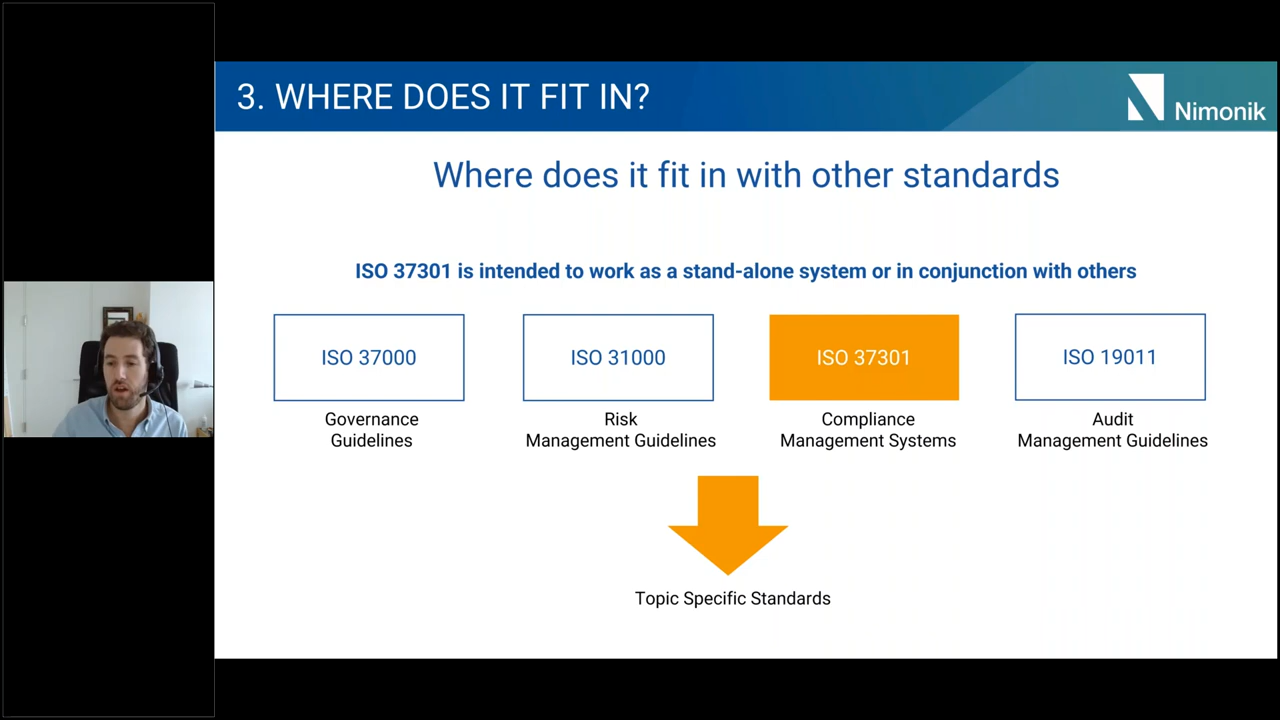 3. WHERE DOES IT FIT IN?
Nimonik
Where does it fit in with other standards
ISO 37301 is intended to work as a stand-alone system or in conjunction with others
ISO 37000
ISO 31000
ISO 37301
ISO 19011
Governance
Guidelines
Risk
Management Guidelines
Compliance
Management Systems
Audit
Management Guidelines
Topic Specific Standards